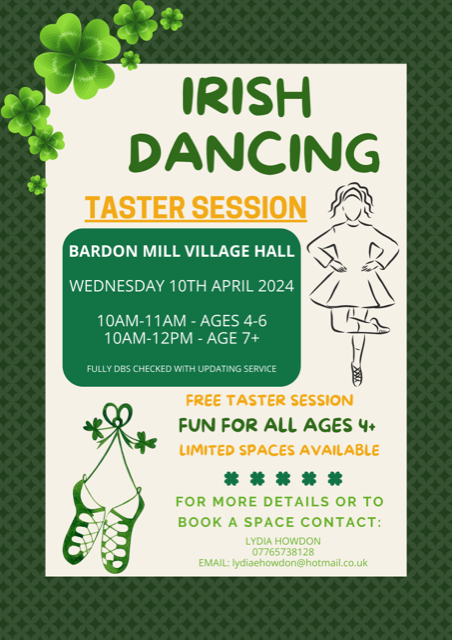 IRISH
DANCING
TASTER SESSION
BARDON MILL VILLAGE HALL
WEDNESDAY 10TH APRIL 2024
10AM-11AM - AGES 4-6
10AM-12PM - AGE 7+
FULLY DBS CHECKED WITH UPDATING SERVICE
FREE TASTER SESSION
FUN FOR ALL AGES 4+
LIMITED SPACES AVAILABLE
FOR MORE DETAILS OR TO
BOOK A SPACE CONTACT:
LYDIA HOWDON
07765738128
EMAIL: lydiaehowdon@hotmail.co.uk